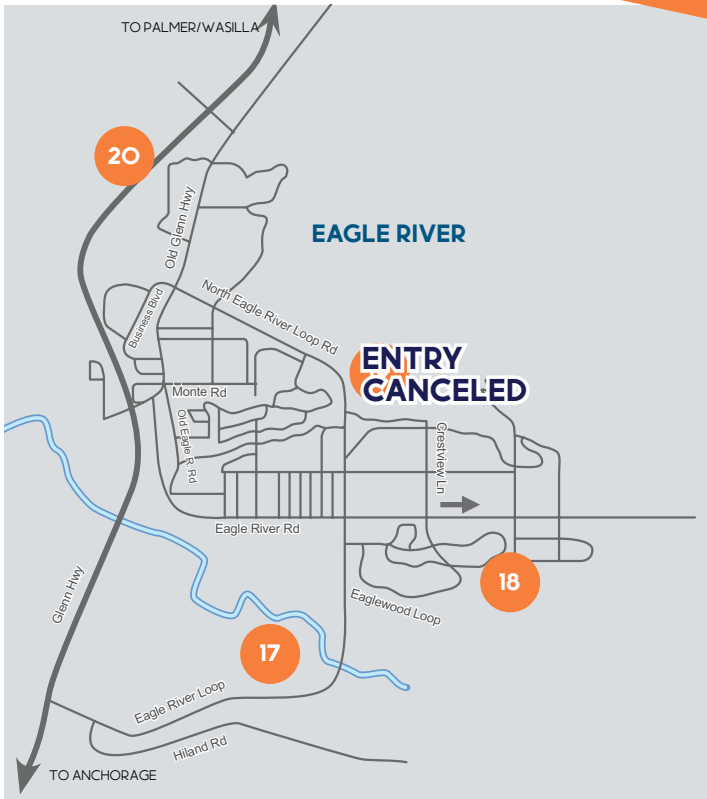 TO PALMER/WASILLA
20
Old Glenn Hwy
EAGLE RIVER
North Eagle River Loop Rd
Business Blvd
ENTRY
CANCELED
Monte Rd
Old Eagle R. Rd
Crestview Ln
Eagle River Rd
Glenn Hwy
18
Eaglewood Loop
17
Eagle River Loop
Hiland Rd
TO ANCHORAGE